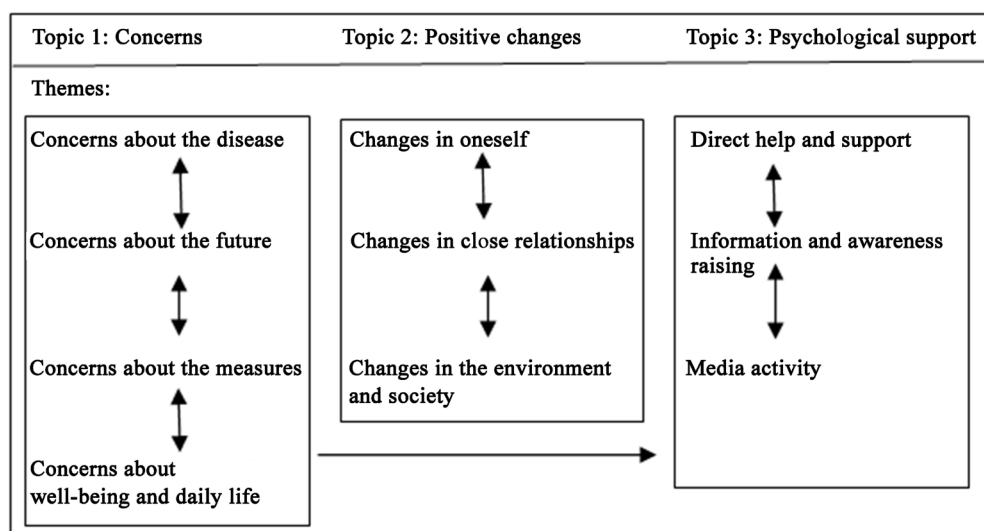 Topic 1: Concerns
Topic 2: Positive changes
Topic 3: Psychological support
Themes:
Concerns about the disease
Concerns about the future
Concerns about the measures
Concerns about
well-being and daily life
Changes in oneself
Changes in close relationships
Changes in the environment
and society
Direct help and support
Information and awareness
raising
Media activity